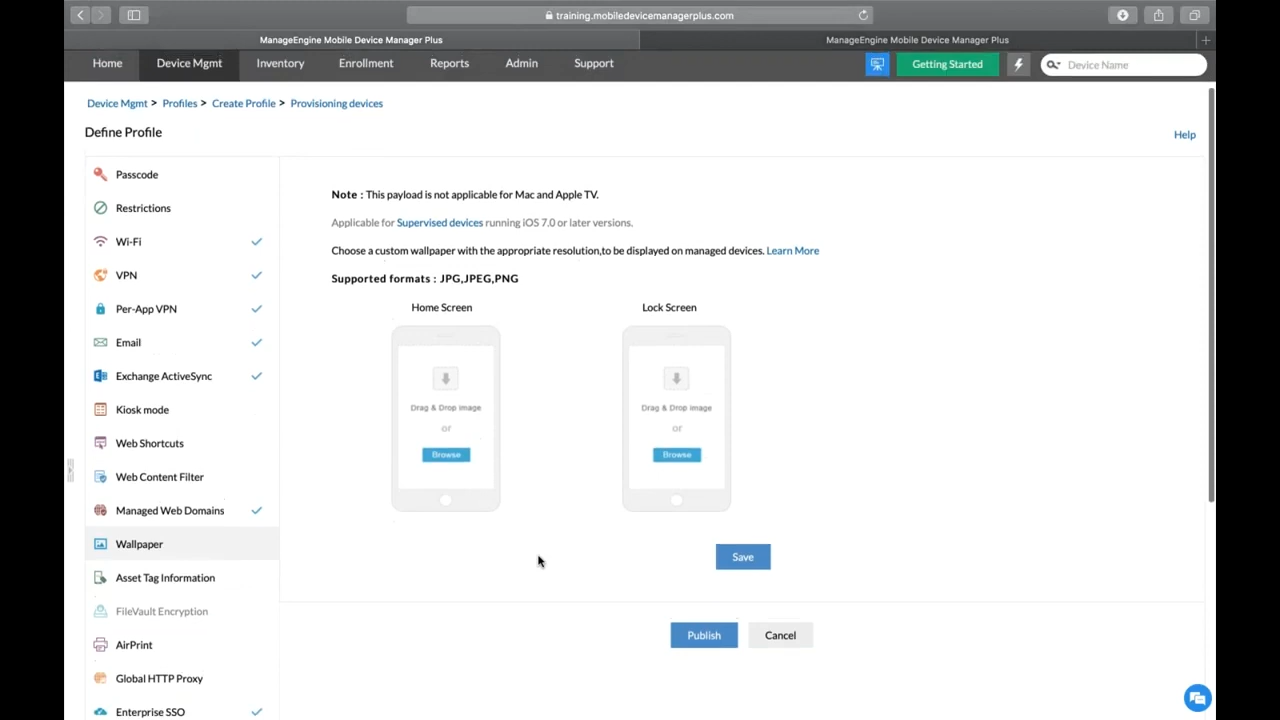 training.mobiledevicemanagerplus.com
ManageEngine Mobile Device Manager Plus
ManageEngine Mobile Device Manager Plus
Home
Device Mgmt
Inventory
Enrollment
Reports
Admin
Support
Getting Started
Device Name
Device Mgmt > Profiles > Create Profile > Provisioning devices
Define Profile
Help
Passcode
Restrictions
Wi-Fi
VPN
Per-App VPN
Email
Exchange ActiveSync
Kiosk mode
Web Shortcuts
Web Content Filter
Managed Web Domains
Wallpaper
Asset Tag Information
FileVault Encryption
AirPrint
Global HTTP Proxy
Enterprise SSO
Note : This payload is not applicable for Mac and Apple TV.
Applicable for Supervised devices running iOS 7.0 or later versions.
Choose a custom wallpaper with the appropriate resolution,to be displayed on managed devices. Learn More
Supported formats : JPG,JPEG,PNG
Home Screen
Drag & Drop image
or
Browse
Lock Screen
Drag & Drop image
or
Browse
Save
Publish
Cancel